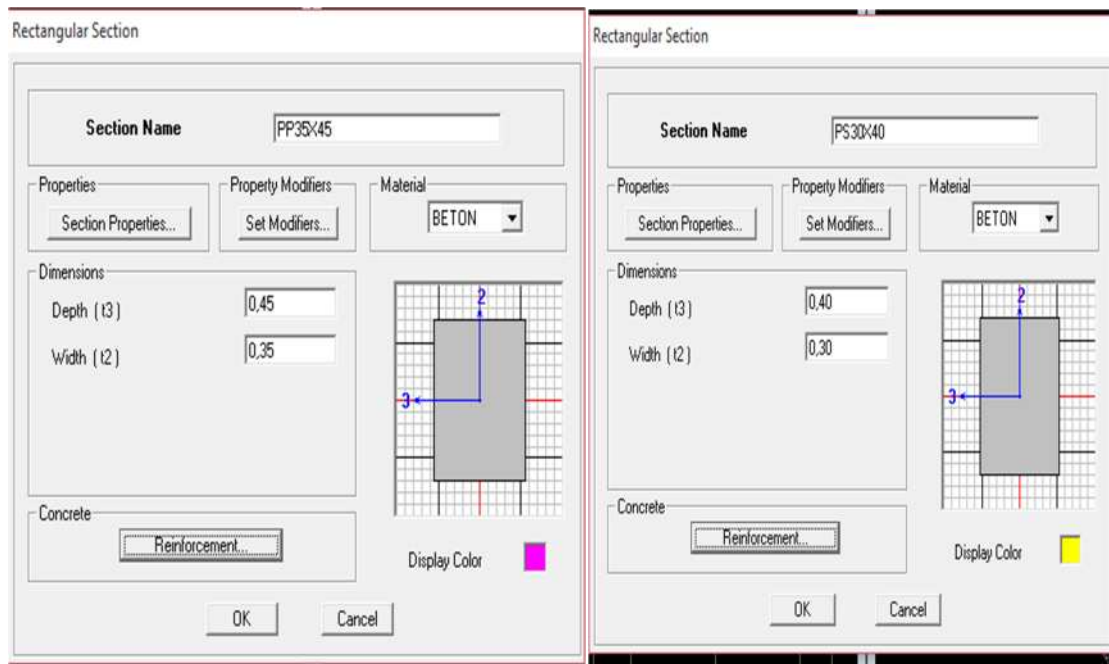 Rectangular Section
Section Name PP35X45
Properties Property Modifiers Material
Section Properties... Set Modifiers... BETON
Dimensions
Depth ( t3 ) 0,45
Width ( t2 ) 0,35
2
3
Concrete
Reinforcement...
Display Color
OK Cancel
Rectangular Section
Section Name PS30X40
Properties Property Modifiers Material
Section Properties... Set Modifiers... BETON
Dimensions
Depth ( t3 ) 0,40
Width ( t2 ) 0,30
2
3
Concrete
Reinforcement...
Display Color
OK Cancel